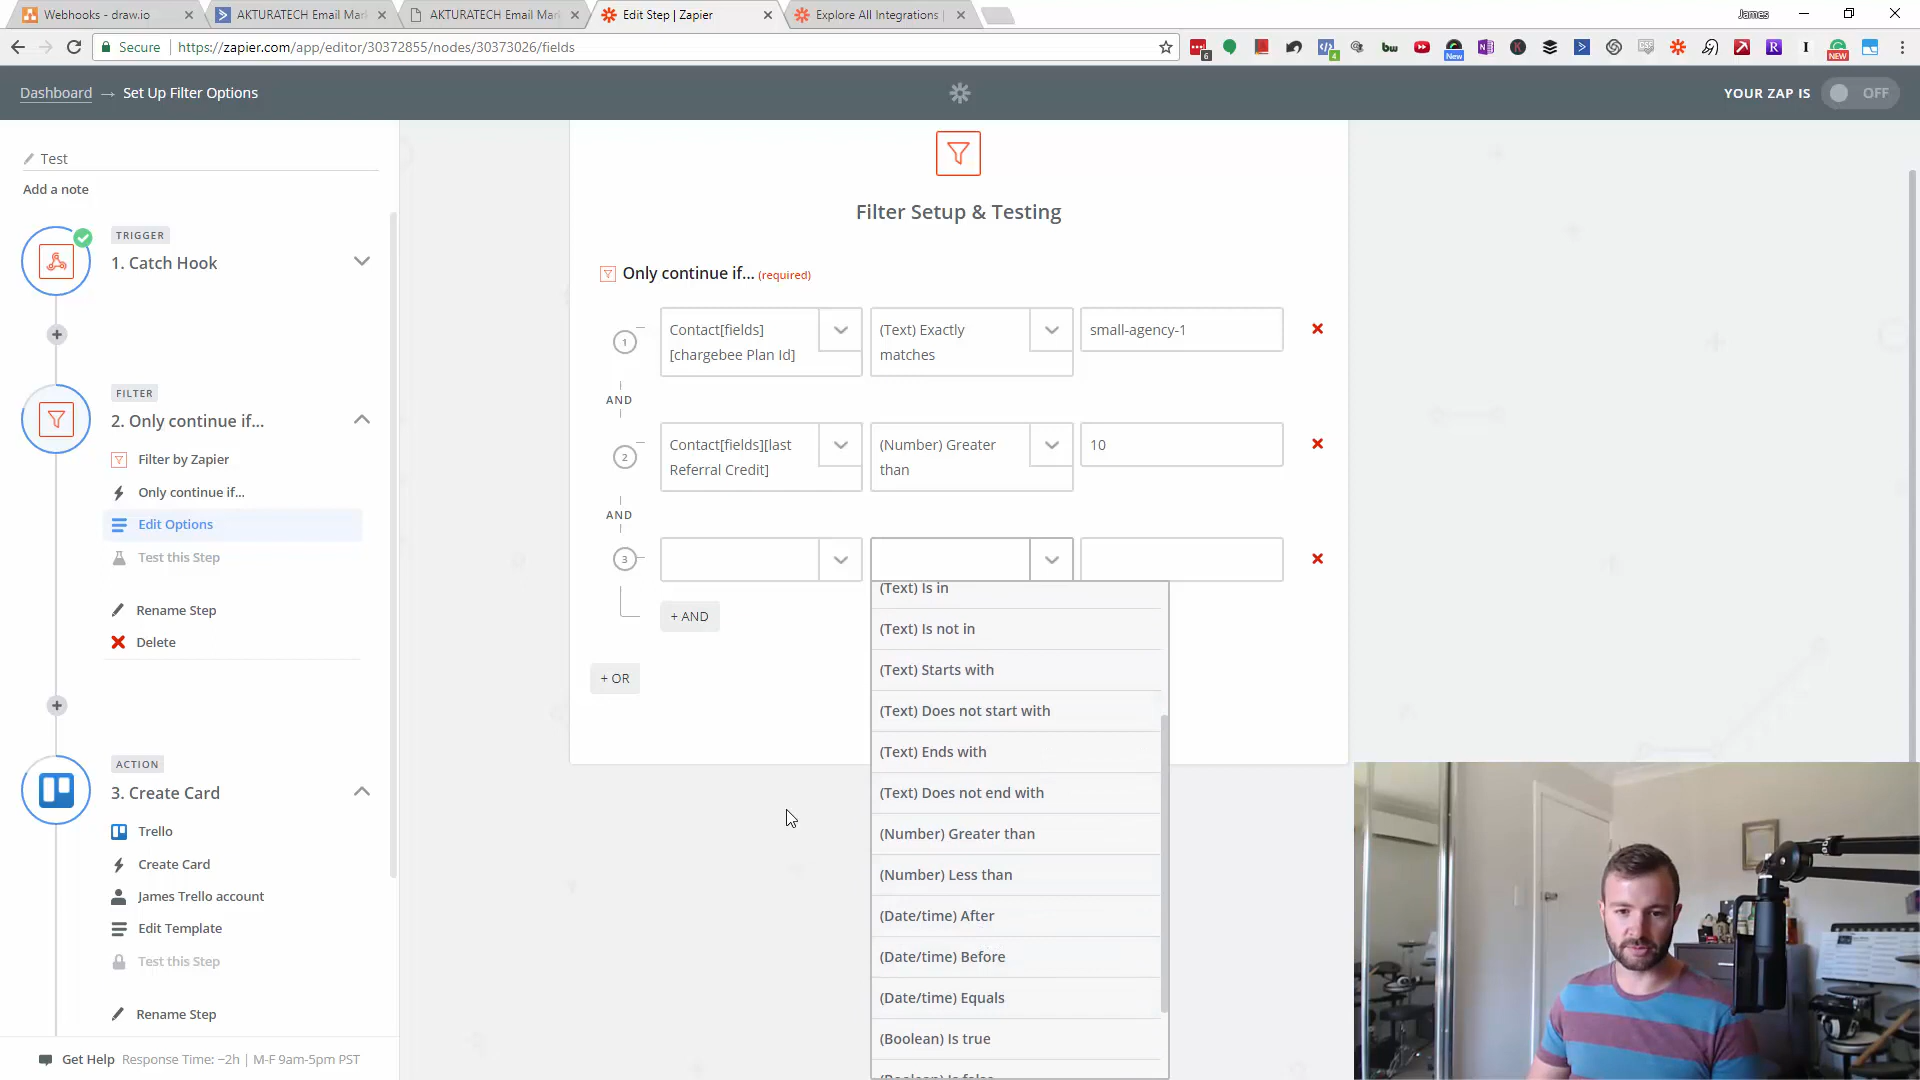 Webhooks - draw.io
AKTURATECH Email Mark
AKTURATECH Email Mark
Edit Step | Zapier
Explore All Integrations |
James
Secure
https://zapier.com/app/editor/30372855/nodes/30373026/fields
Dashboard → Set Up Filter Options
YOUR ZAP IS OFF
Test
Add a note
TRIGGER
1. Catch Hook
FILTER
2. Only continue if...
Filter by Zapier
Only continue if...
Edit Options
Test this Step
Rename Step
Delete
ACTION
3. Create Card
Trello
Create Card
James Trello account
Edit Template
Test this Step
Rename Step
Get Help Response Time: ~2h | M-F 9am-5pm PST
Filter Setup & Testing
Only continue if... (required)
1
Contact[fields]
[chargebee Plan Id]
(Text) Exactly
matches
small-agency-1
AND
2
Contact[fields][last
Referral Credit]
(Number) Greater
than
10
AND
3
+ AND
+ OR
(Text) Is in
(Text) Is not in
(Text) Starts with
(Text) Does not start with
(Text) Ends with
(Text) Does not end with
(Number) Greater than
(Number) Less than
(Date/time) After
(Date/time) Before
(Date/time) Equals
(Boolean) Is true
(Boolean) Is false